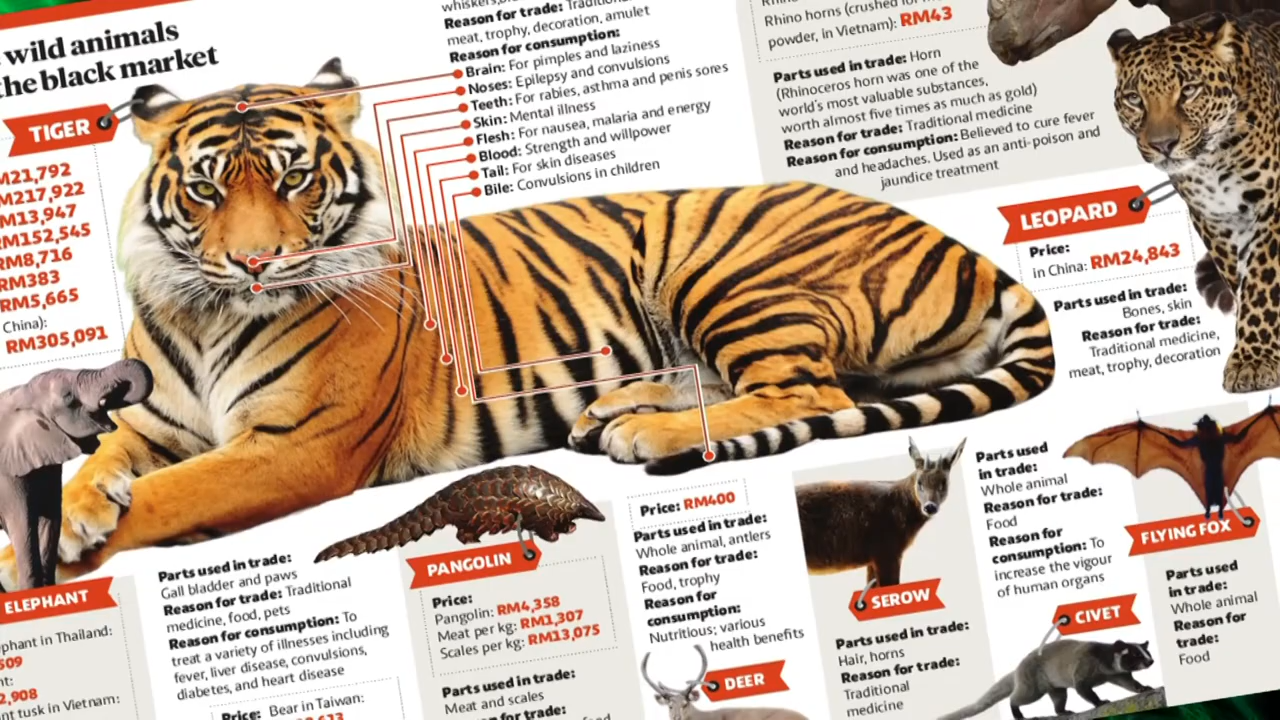 wild animals
the black market
TIGER
RM21,792
RM217,922
RM13,947
RM152,545
RM8,716
RM383
RM5,665
China):
RM305,091
Reason for trade:
meat, trophy, decoration, amulet
Reason for consumption:
Brain: For pimples and laziness
Noses: Epilepsy and convulsions
Teeth: For rabies, asthma and penis sores
Skin: Mental illness
Flesh: For nausea, malaria and energy
Blood: Strength and willpower
Tail: For skin diseases
Bile: Convulsions in children
Rhino horns (crushed for
powder, in Vietnam): RM43
Parts used in trade: Horn
(Rhinoceros horn was one of the
world's most valuable substances,
worth almost five times as much as gold)
Reason for trade: Traditional medicine
Reason for consumption: Believed to cure fever
and headaches. Used as an anti-poison and
jaundice treatment
LEOPARD
Price:
in China: RM24,843
Parts used in trade:
Bones, skin
Reason for trade:
Traditional medicine,
meat, trophy, decoration
ELEPHANT
in Thailand:
509
2,908
tusk in Vietnam:
Parts used in trade:
Gall bladder and paws
Reason for trade: Traditional
medicine, food, pets
Reason for consumption: To
treat a variety of illnesses including
fever, liver disease, convulsions,
diabetes, and heart disease
Price: Bear in Taiwan:
PANGOLIN
Price:
Pangolin: RM4,358
Meat per kg: RM1,307
Scales per kg: RM13,075
Parts used in trade:
Meat and scales
Price: RM400
Parts used in trade:
Whole animal, antlers
Reason for trade:
Food, trophy
Reason for
consumption:
Nutritious; various
health benefits
DEER
SEROW
Parts used in trade:
Hair, horns
Reason for trade:
Traditional
medicine
Parts used
in trade:
Whole animal
Reason for trade:
Food
Reason for
consumption: To
increase the vigour
of human organs
CIVET
FLYING FOX
Parts used
in trade:
Whole animal
Reason for
trade:
Food